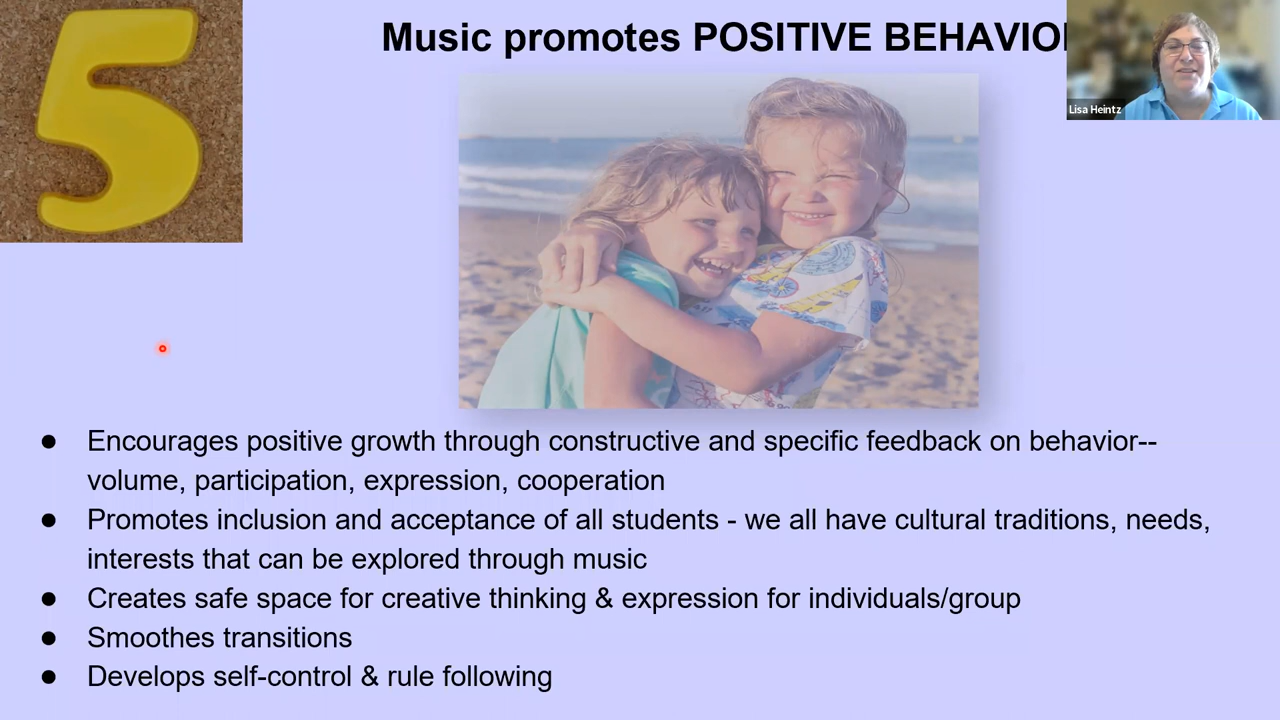 5
Music promotes POSITIVE BEHAVIO
Lisa Heintz
● Encourages positive growth through constructive and specific feedback on behavior--
volume, participation, expression, cooperation
● Promotes inclusion and acceptance of all students - we all have cultural traditions, needs,
interests that can be explored through music
● Creates safe space for creative thinking & expression for individuals/group
● Smoothes transitions
● Develops self-control & rule following